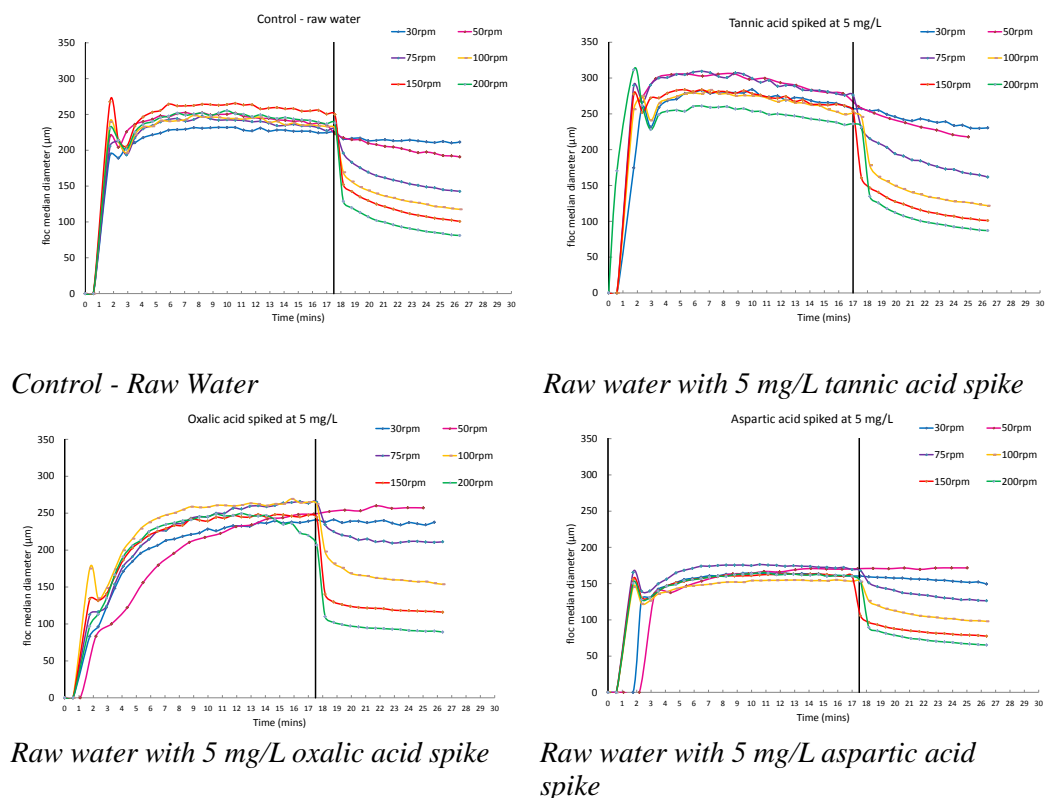 Control - raw water
30rpm 50rpm
75rpm 100rpm
150rpm 200rpm
floc median diameter (µm)
350
300
250
200
150
100
50
0
0 1 2 3 4 5 6 7 8 9 10 11 12 13 14 15 16 17 18 19 20 21 22 23 24 25 26 27 28 29 30
Time (mins)
Control - Raw Water
Tannic acid spiked at 5 mg/L
30rpm 50rpm
75rpm 100rpm
150rpm 200rpm
floc median diameter (µm)
350
300
250
200
150
100
50
0
0 1 2 3 4 5 6 7 8 9 10 11 12 13 14 15 16 17 18 19 20 21 22 23 24 25 26 27 28 29 30
Time (mins)
Raw water with 5 mg/L tannic acid spike
Oxalic acid spiked at 5 mg/L
30rpm 50rpm
75rpm 100rpm
150rpm 200rpm
floc median diameter (µm)
350
300
250
200
150
100
50
0
0 1 2 3 4 5 6 7 8 9 10 11 12 13 14 15 16 17 18 19 20 21 22 23 24 25 26 27 28 29 30
Time (mins)
Raw water with 5 mg/L oxalic acid spike
Aspartic acid spiked at 5 mg/L
30rpm 50rpm
75rpm 100rpm
150rpm 200rpm
floc median diameter (µm)
350
300
250
200
150
100
50
0
0 1 2 3 4 5 6 7 8 9 10 11 12 13 14 15 16 17 18 19 20 21 22 23 24 25 26 27 28 29 30
Time (mins)
Raw water with 5 mg/L aspartic acid
spike